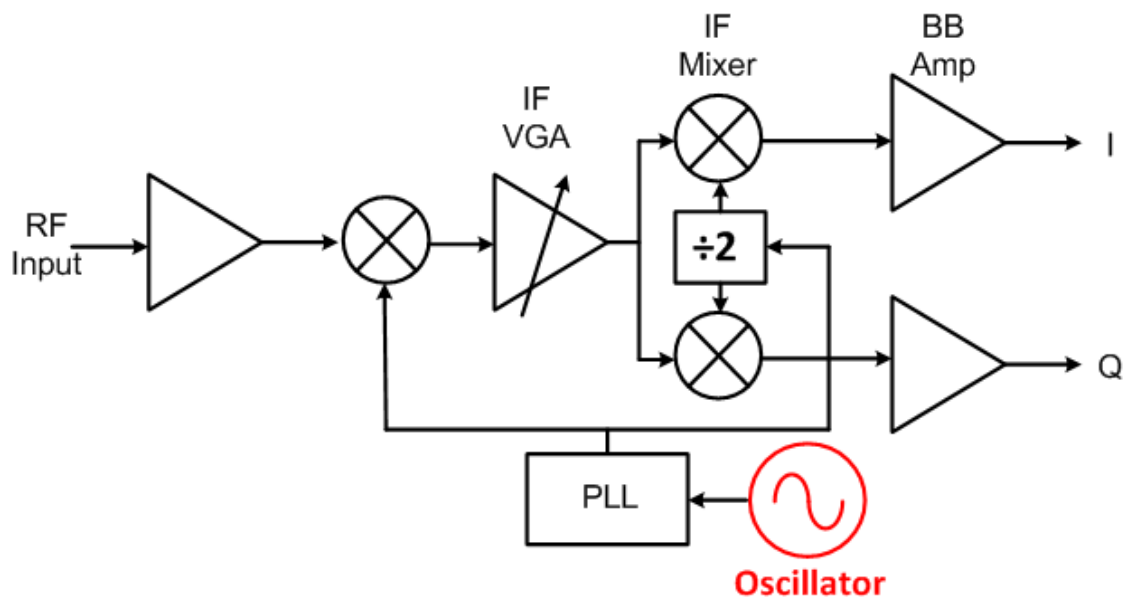 RF
Input
IF
VGA
IF
Mixer
÷2
BB
Amp
I
Q
PLL
Oscillator